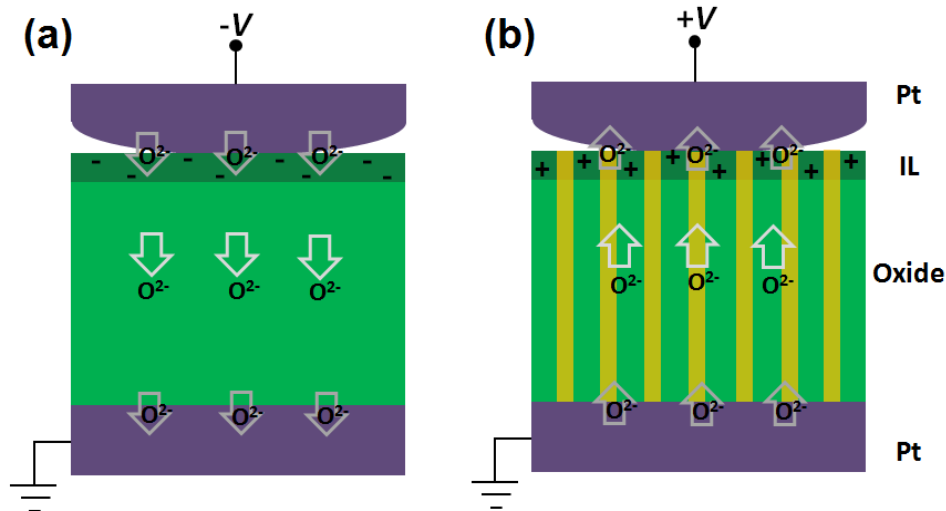 (a)
-V
O²⁻ O²⁻ O²⁻
- - - - - - -
O²⁻ O²⁻ O²⁻
O²⁻ O²⁻ O²⁻
(b)
+V
Pt
O²⁻ O²⁻ O²⁻
+ + + + + + + +
IL
O²⁻ O²⁻ O²⁻
Oxide
O²⁻ O²⁻ O²⁻
Pt